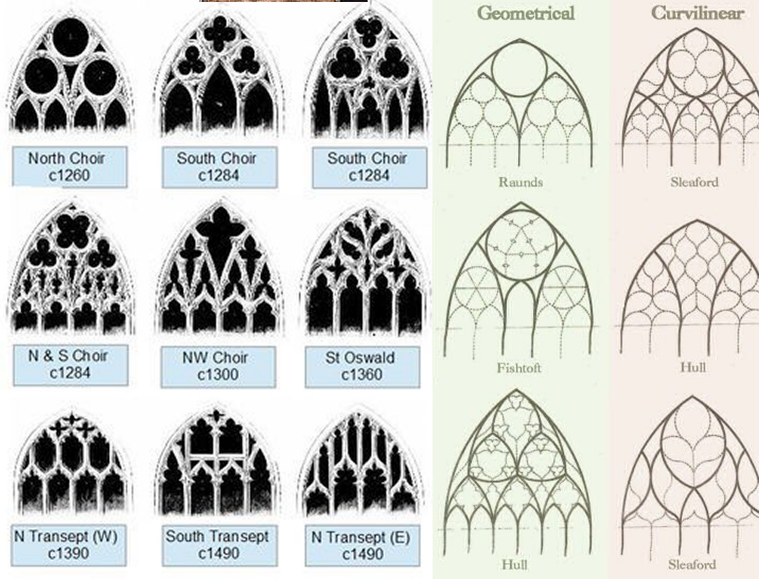 Geometrical
Curvilinear
North Choir
c1260
South Choir
c1284
South Choir
c1284
Raunds
Sleaford
N & S Choir
c1284
NW Choir
c1300
St Oswald
c1360
Fishtoft
Hull
N Transept (W)
c1390
South Transept
c1490
N Transept (E)
c1490
Hull
Sleaford